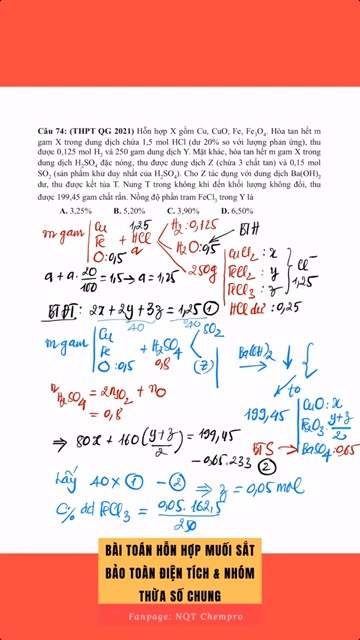 Câu 74: (THPT QG 2021) Hỗn hợp X gồm Cu, CuO, Fe, Fe₃O₄. Hòa tan hết m
gam X trong dung dịch chứa 1,5 mol HCl (dư 20% so với lượng phản ứng), thu
được 0,125 mol H₂ và 250 gam dung dịch Y. Mặt khác, hòa tan hết m gam X trong
dung dịch H₂SO₄ đặc nóng, thu được dung dịch Z (chứa 3 chất tan) và 0,15 mol
SO₂ (sản phẩm khử duy nhất của H₂SO₄). Cho Z tác dụng với dung dịch Ba(OH)₂
dư, thu được kết tủa T. Nung T trong không khí đến khối lượng không đổi, thu
được 199,45 gam chất rắn. Nồng độ phần trăm FeCl₃ trong Y là
A. 3,25% B. 5,20% C. 3,90% D. 6,50%
m gam
Cu
Fe
O: 0,5
+
1,25
HCl
a
H₂: 0,125
H₂O: 0,5
BTH
250g
CuCl₂ : x
FeCl₂ : y
FeCl₃ : z
HCl dư : 0,25
Cl⁻
1,25
a + a. 20/100 = 1,5 → a = 1,25
BTĐT: 2x + 2y + 3z = 1,25 ①
40 40
m gam
Cu
Fe
O : 0,5
+ H₂SO₄
0,8
SO₂
(Z)
Ba(OH)₂
↓
t°
n H₂SO₄ = 2n SO₂ + n O
= 0,8
199,45
CuO : x
Fe₂O₃ : y+z/2
BaSO₄ : 0,65
BTS
⇒ 80x + 160 (y+z/2) = 199,45
− 0,65.233 ②
Lấy 40 × ① − ② ⇒ z = 0,05 mol
C% dd FeCl₃ = 0,05.162,5/250
BÀI TOÁN HỖN HỢP MUỐI SẮT
BẢO TOÀN ĐIỆN TÍCH & NHÓM
THỪA SỐ CHUNG
Fanpage: NQT Chempro